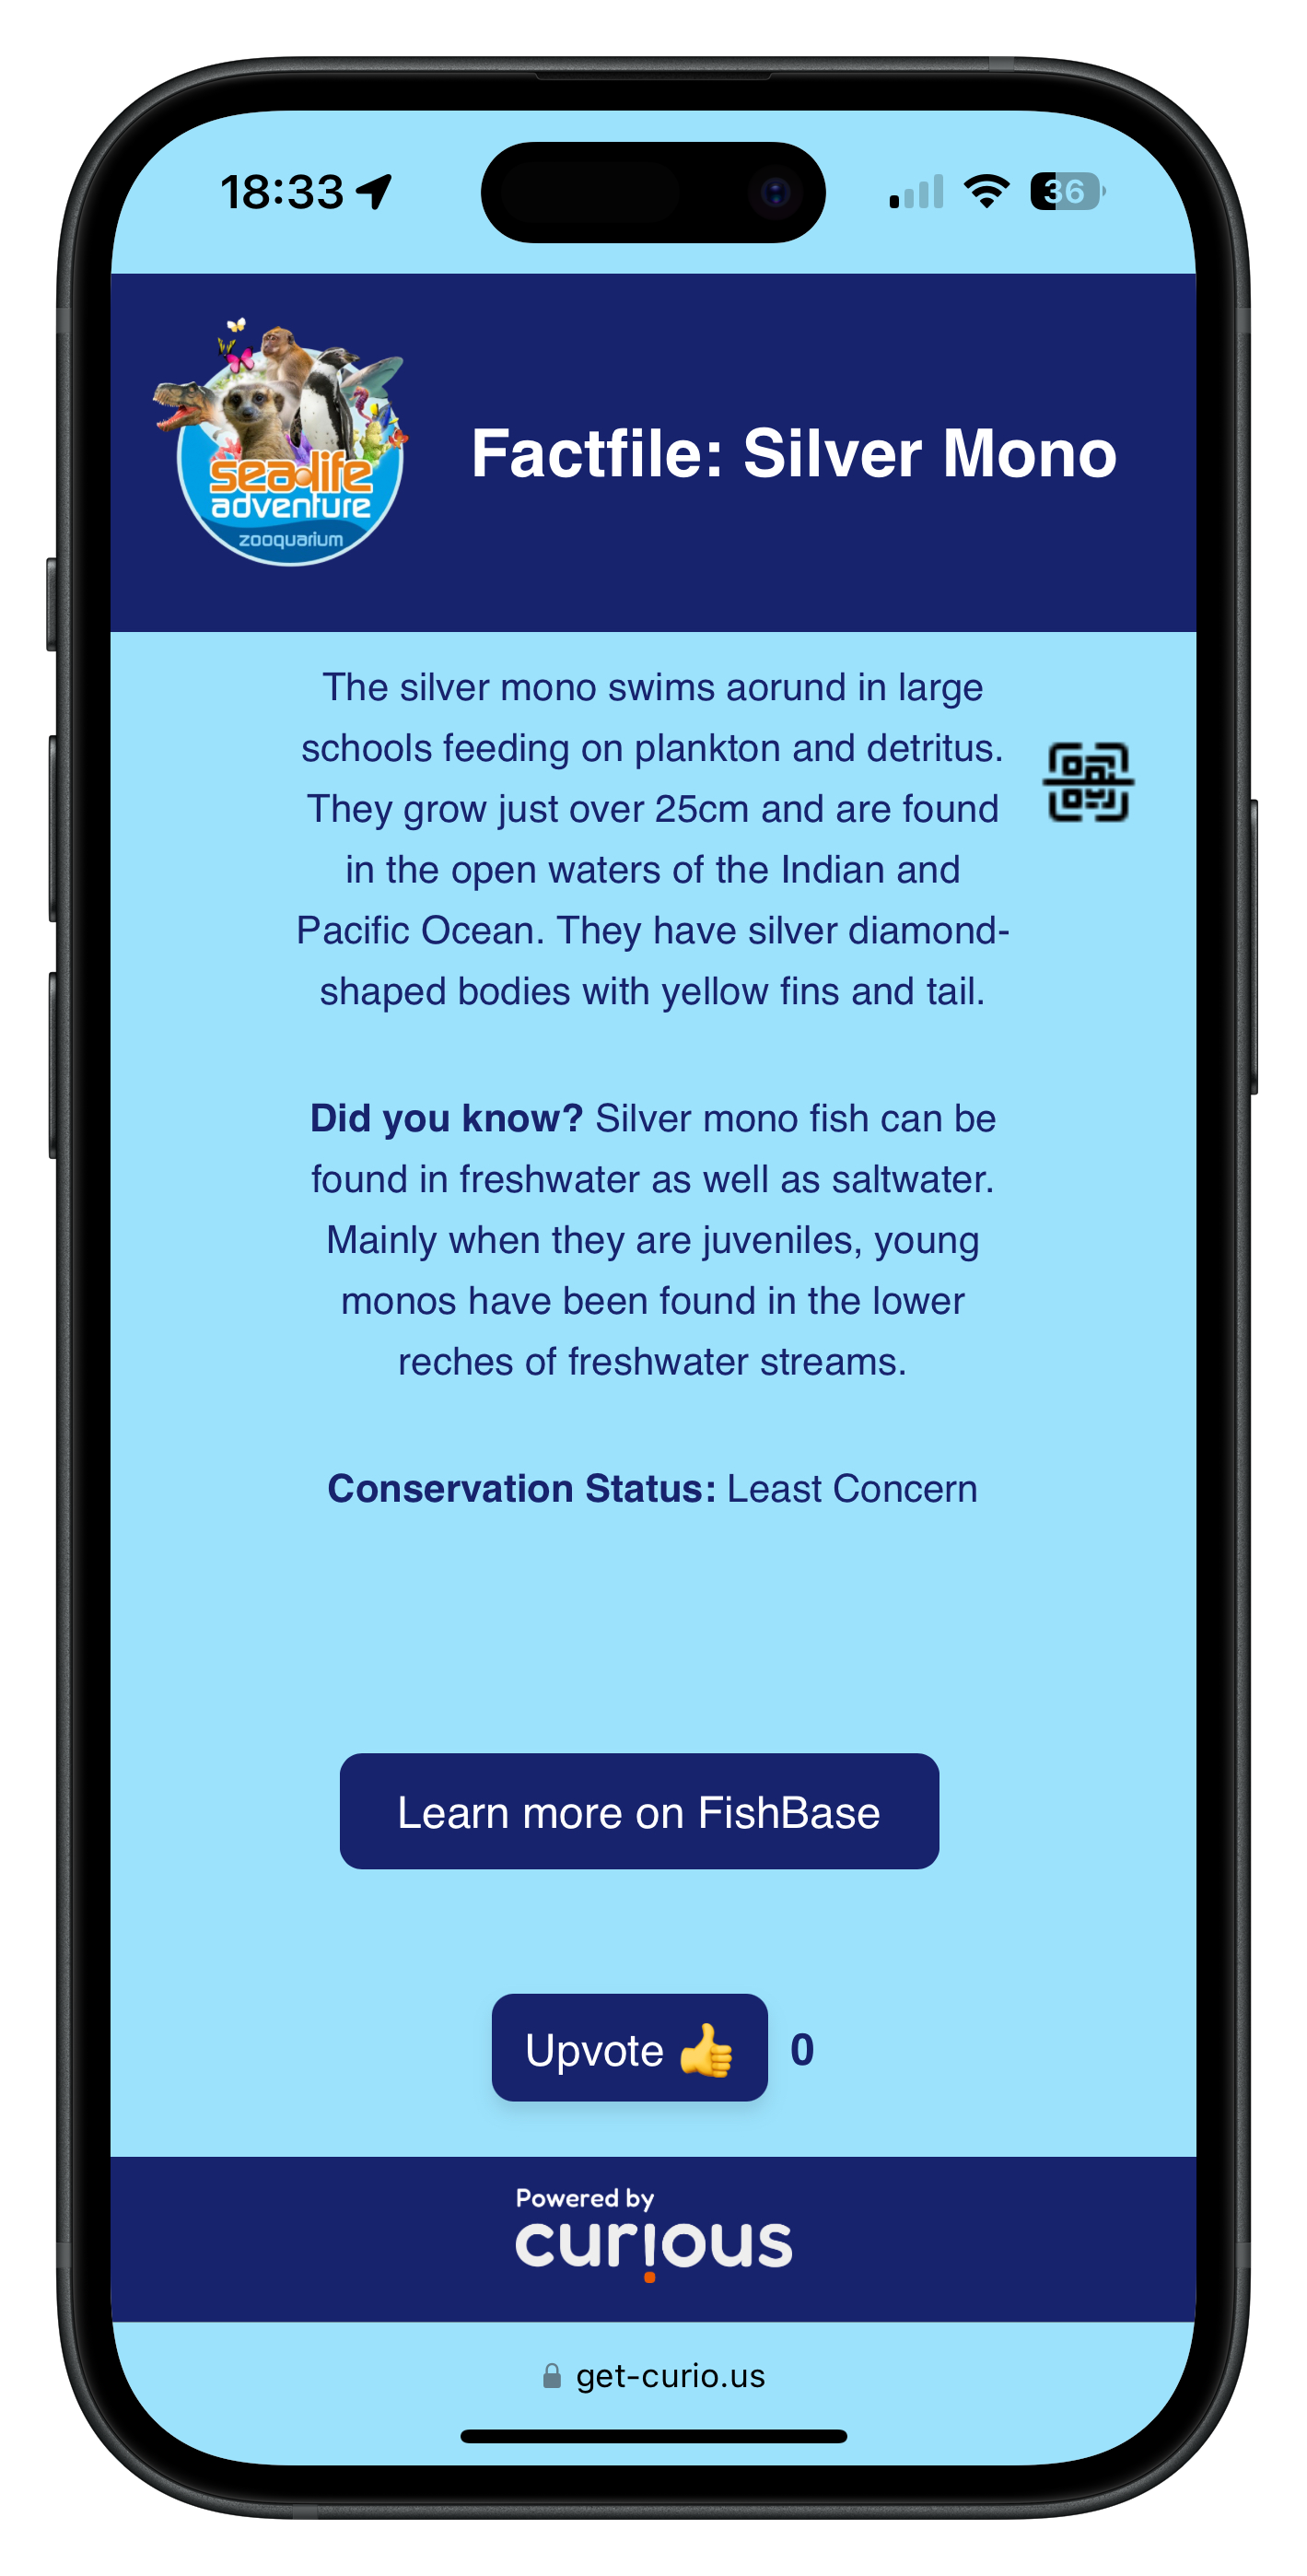 18:33
36
sea life
adventure
zooquarium
Factfile: Silver Mono
The silver mono swims aorund in large
schools feeding on plankton and detritus.
They grow just over 25cm and are found
in the open waters of the Indian and
Pacific Ocean. They have silver diamond-
shaped bodies with yellow fins and tail.
Did you know? Silver mono fish can be
found in freshwater as well as saltwater.
Mainly when they are juveniles, young
monos have been found in the lower
reches of freshwater streams.
Conservation Status: Least Concern
Learn more on FishBase
Upvote 👍 0
Powered by
curious
get-curio.us